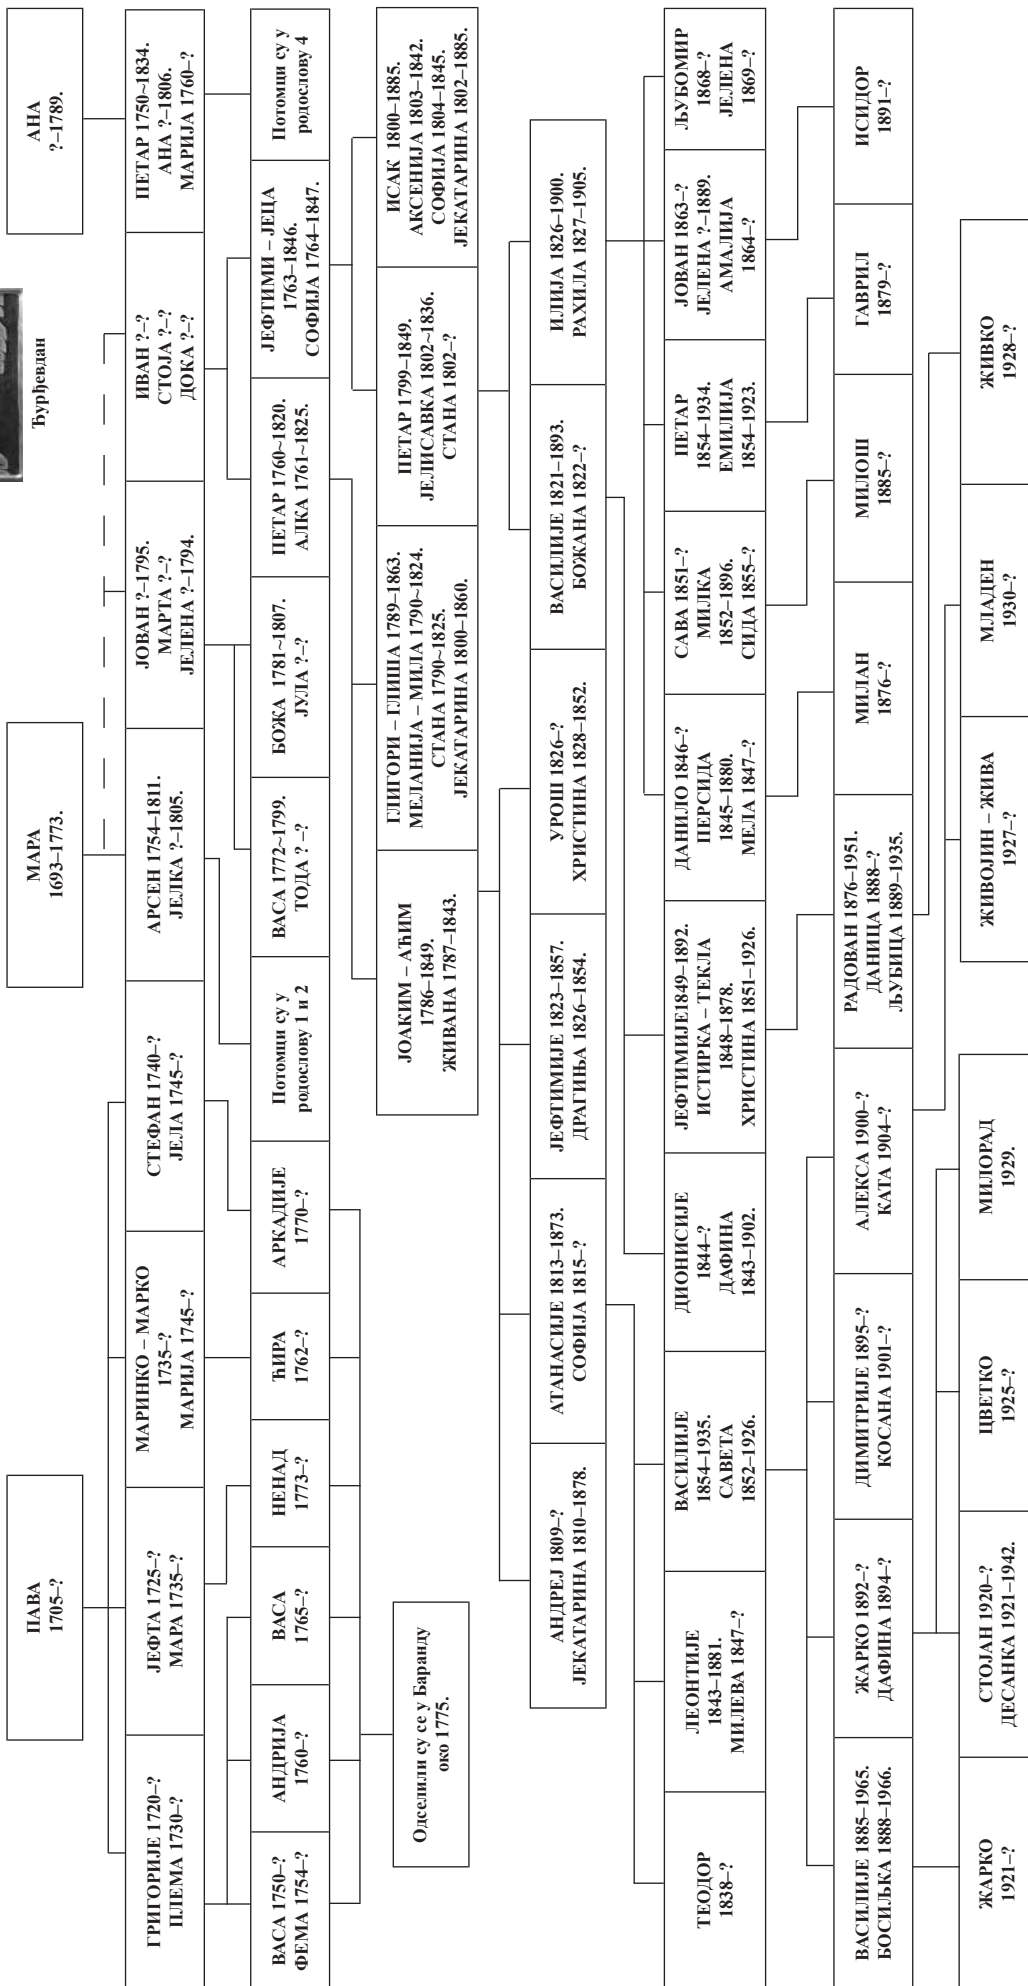 Ђурђевдан
ПАВА
1705–?
МАРА
1693–1773.
АНА
?–1789.
ГРИГОРИЈЕ 1720–?
ПЛЕМА 1730–?
ЈЕФТА 1725–?
МАРА 1735–?
МАРИНКО – МАРКО
1735–?
МАРИЈА 1745–?
СТЕФАН 1740–?
ЈЕЛА 1745–?
АРСЕН 1754–1811.
ЈЕЛКА ?–1805.
ЈОВАН ?–1795.
МАРТА ?–?
ЈЕЛЕНА ?–1794.
ИВАН ?–?
СТОЈА ?–?
ДОКА ?–?
ПЕТАР 1750~1834.
АНА ?–1806.
МАРИЈА 1760–?
ВАСА 1750–?
ФЕМА 1754–?
АНДРИЈА
1760–?
ВАСА
1765–?
НЕНАД
1773–?
ЋИРА
1762–?
АРКАДИЈЕ
1770–?
Потомци су у
родослову 1 и 2
ВАСА 1772~1799.
ТОДА ? –?
БОЖА 1781~1807.
ЈУЛА ?–?
ПЕТАР 1760~1820.
АЛКА 1761~1825.
ЈЕФТИМИ – ЈЕЦА
1763–1846.
СОФИЈА 1764–1847.
Потомци су у
родослову 4
Одселили су се у Баранду
око 1775.
ЈОАКИМ – АЋИМ
1786–1849.
ЖИВАНА 1787–1843.
ГЛИГОРИ – ГЛИША 1789–1863.
МЕЛАНИЈА – МИЛА 1790~1824.
СТАНА 1790~1825.
ЈЕКАТАРИНА 1800–1860.
ПЕТАР 1799–1849.
ЈЕЛИСАВКА 1802~1836.
СТАНА 1802–?
ИСАК 1800–1885.
АКСЕНИЈА 1803–1842.
СОФИЈА 1804–1845.
ЈЕКАТАРИНА 1802–1885.
АНДРЕЈ 1809–?
ЈЕКАТАРИНА 1810–1878.
АТАНАСИЈЕ 1813–1873.
СОФИЈА 1815–?
ЈЕФТИМИЈЕ 1823–1857.
ДРАГИЊА 1826–1854.
УРОШ 1826–?
ХРИСТИНА 1828–1852.
ВАСИЛИЈЕ 1821–1893.
БОЖАНА 1822–?
ИЛИЈА 1826–1900.
РАХИЛА 1827–1905.
ТЕОДОР
1838–?
ЛЕОНТИЈЕ
1843–1881.
МИЛЕВА 1847–?
ВАСИЛИЈЕ
1854–1935.
САВЕТА
1852–1926.
ДИОНИСИЈЕ
1844–?
ДАФИНА
1843–1902.
ЈЕФТИМИЈЕ1849–1892.
ИСТИРКА – ТЕКЛА
1848–1878.
ХРИСТИНА 1851–1926.
ДАНИЛО 1846–?
ПЕРСИДА
1845–1880.
МЕЛА 1847–?
САВА 1851–?
МИЛКА
1852–1896.
СИДА 1855–?
ПЕТАР
1854–1934.
ЕМИЛИЈА
1854–1923.
ЈОВАН 1863–?
ЈЕЛЕНА ?–1889.
АМАЛИЈА
1864–?
ЉУБОМИР
1868–?
ЈЕЛЕНА
1869–?
ВАСИЛИЈЕ 1885–1965.
БОСИЉКА 1888–1966.
ЖАРКО 1892–?
ДАФИНА 1894–?
ДИМИТРИЈЕ 1895–?
КОСАНА 1901–?
АЛЕКСА 1900–?
КАТА 1904–?
РАДОВАН 1876–1951.
ДАНИЦА 1888–?
ЉУБИЦА 1889–1935.
МИЛАН
1876–?
МИЛОШ
1885–?
ГАВРИЛ
1879–?
ИСИДОР
1891–?
ЖАРКО
1921–?
СТОЈАН 1920–?
ДЕСАНКА 1921–1942.
ЦВЕТКО
1925–?
МИЛОРАД
1929.
ЖИВОЈИН – ЖИВА
1927–?
МЛАДЕН
1930–?
ЖИВКО
1928–?